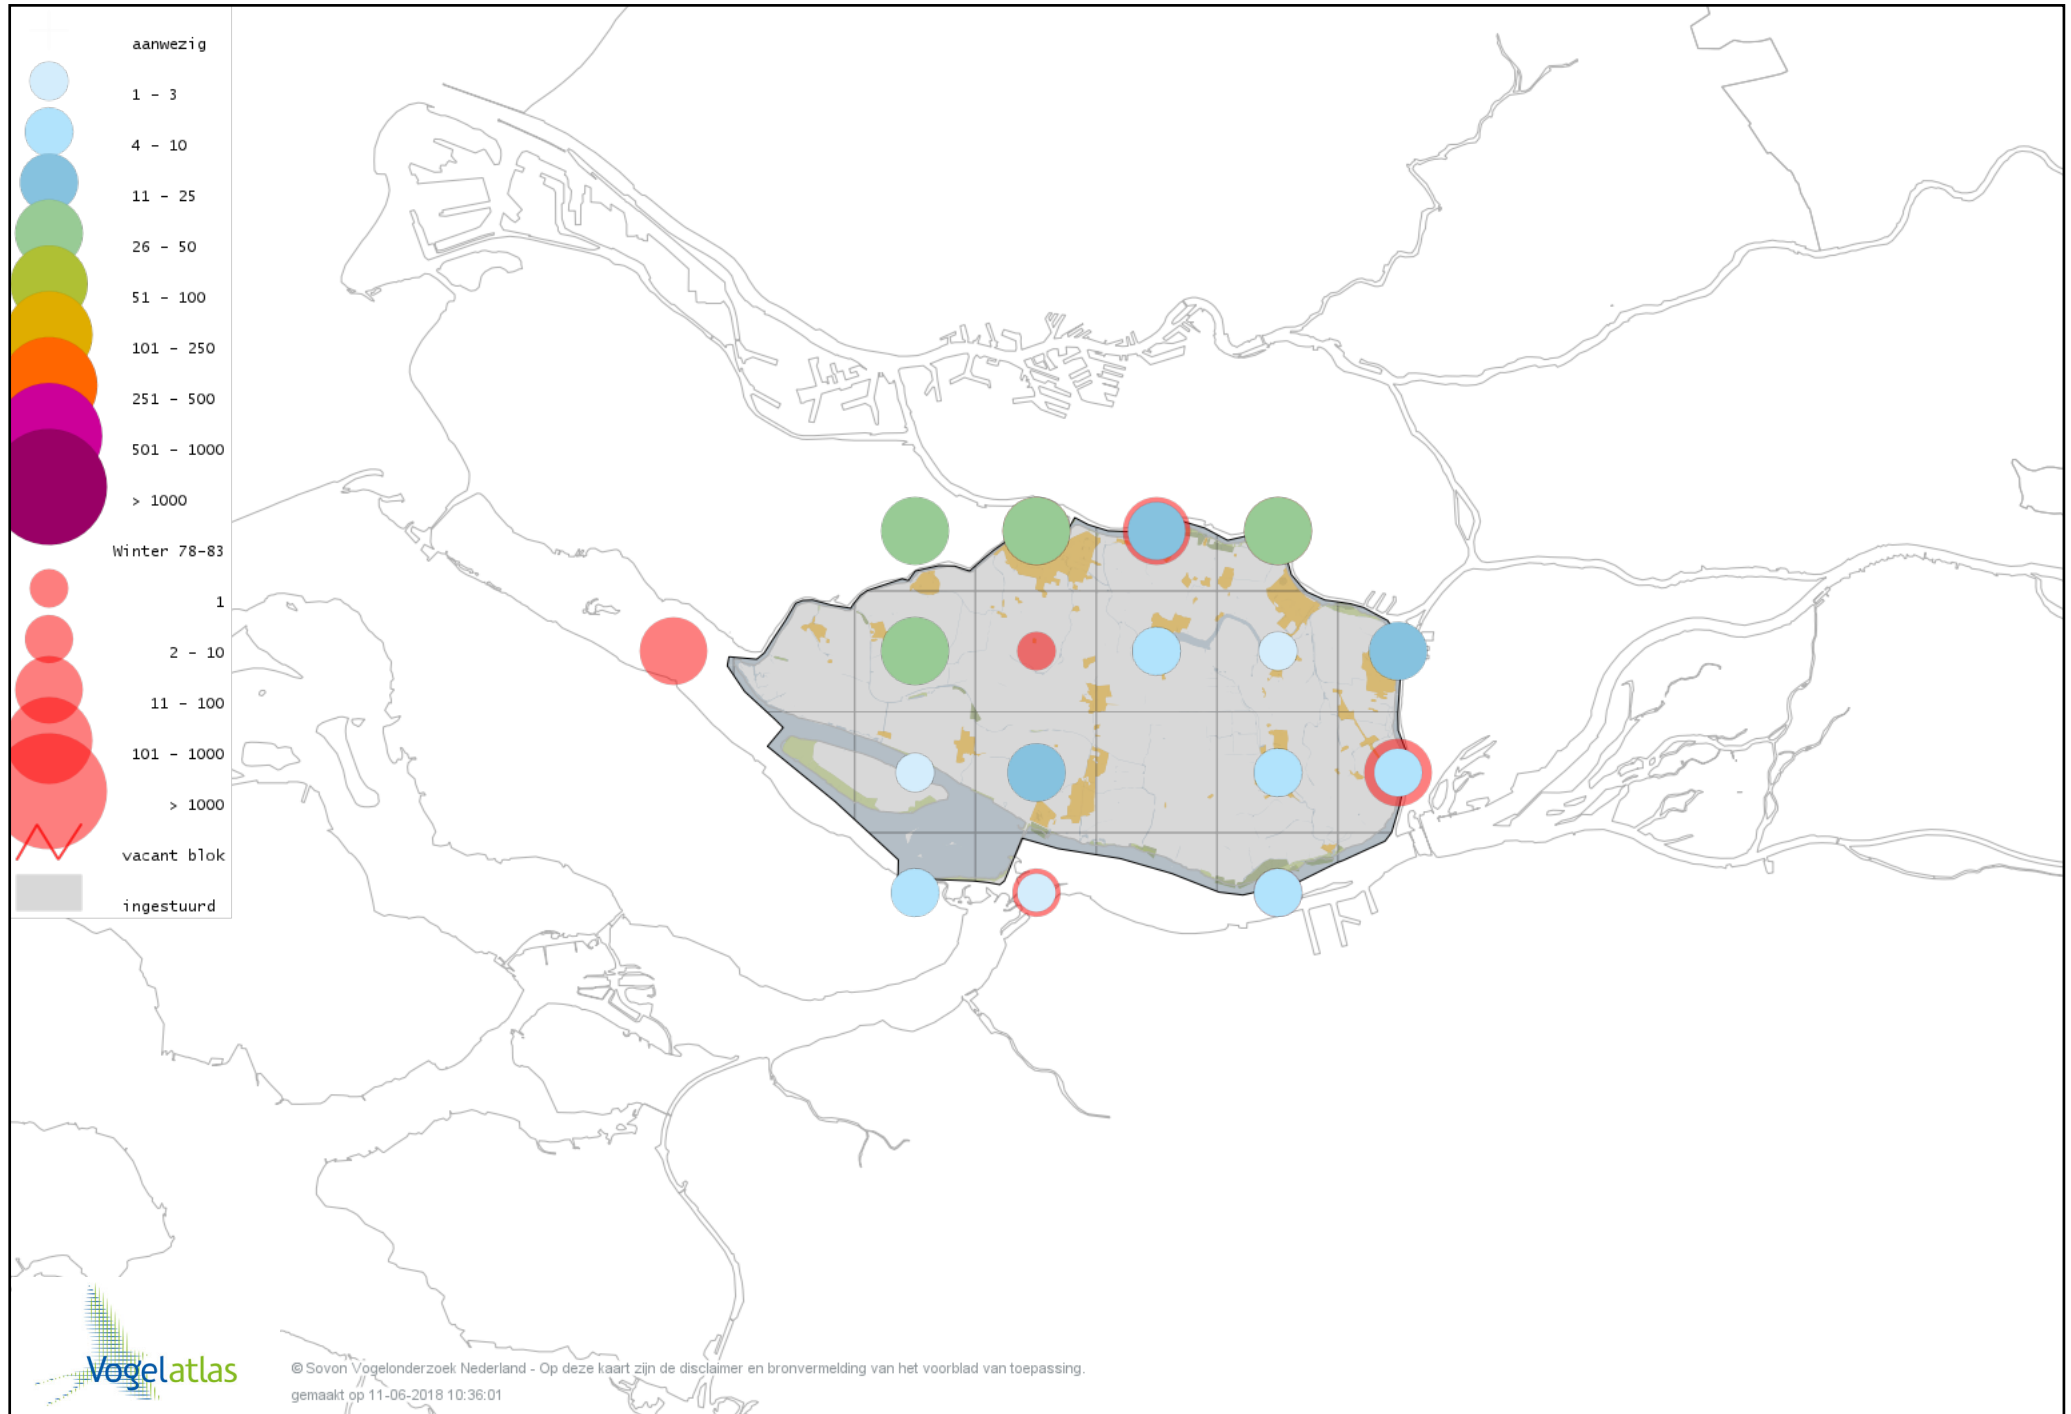 aanwezig
1 - 3
4 - 10
11 - 25
26 - 50
51 - 100
101 - 250
251 - 500
501 - 1000
> 1000
Winter 78-83
1
2 - 10
11 - 100
101 - 1000
> 1000
vacant blok
ingestuurd
Vogelatlas
© Sovon Vogelonderzoek Nederland - Op deze kaart zijn de disclaimer en bronvermelding van het voorblad van toepassing.
gemaakt op 11-06-2018 10:36:01